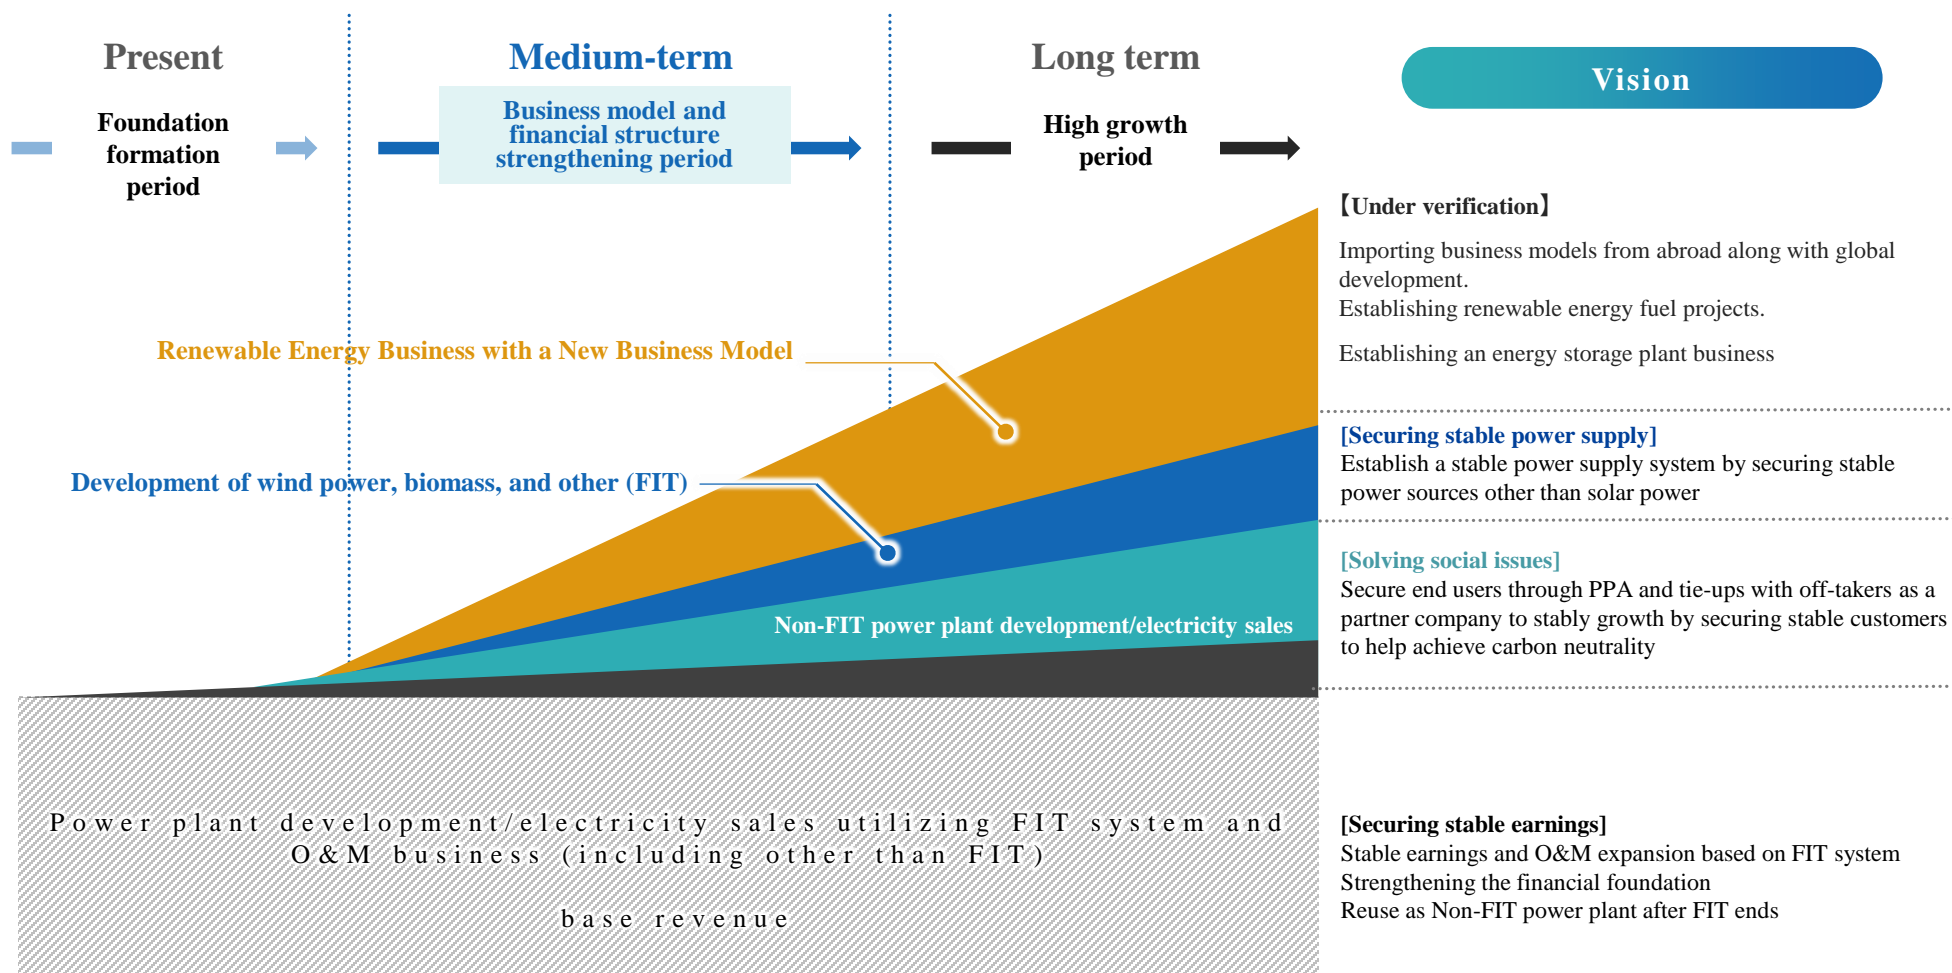 Present
Medium-term
Long term
Vision
Foundation
formation
period
Business model and
financial structure
strengthening period
High growth
period
【Under verification】
Importing business models from abroad along with global
development.
Establishing renewable energy fuel projects.
Establishing an energy storage plant business
Renewable Energy Business with a New Business Model
[Securing stable power supply]
Establish a stable power supply system by securing stable
power sources other than solar power
Development of wind power, biomass, and other (FIT)
[Solving social issues]
Secure end users through PPA and tie-ups with off-takers as a
partner company to stably growth by securing stable customers
to help achieve carbon neutrality
Non-FIT power plant development/electricity sales
Power plant development/electricity sales utilizing FIT system and
O&M business (including other than FIT)
base revenue
[Securing stable earnings]
Stable earnings and O&M expansion based on FIT system
Strengthening the financial foundation
Reuse as Non-FIT power plant after FIT ends